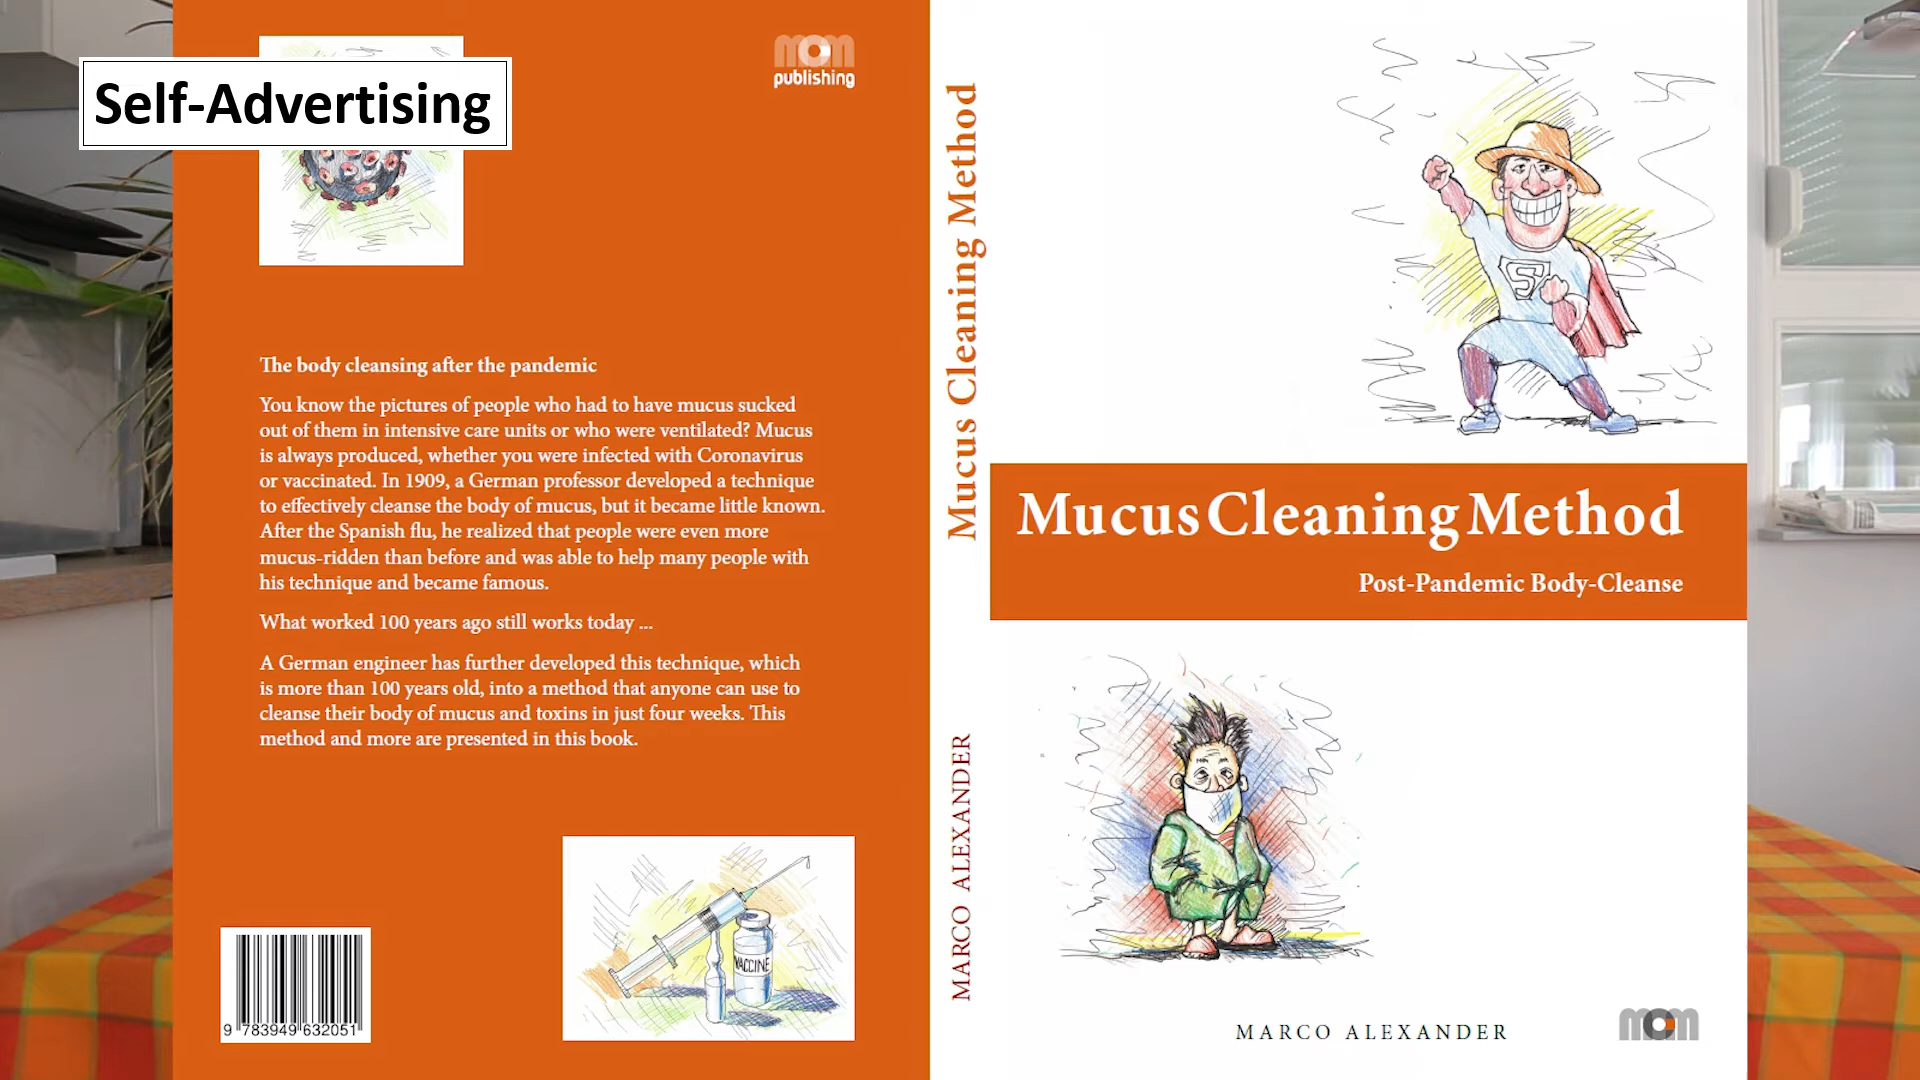 Self-Advertising
mom
publishing
The body cleansing after the pandemic
You know the pictures of people who had to have mucus sucked
out of them in intensive care units or who were ventilated? Mucus
is always produced, whether you were infected with Coronavirus
or vaccinated. In 1909, a German professor developed a technique
to effectively cleanse the body of mucus, but it became little known.
After the Spanish flu, he realized that people were even more
mucus-ridden than before and was able to help many people with
his technique and became famous.
What worked 100 years ago still works today ...
A German engineer has further developed this technique, which
is more than 100 years old, into a method that anyone can use to
cleanse their body of mucus and toxins in just four weeks. This
method and more are presented in this book.
VACCINE
9 783949 632051
Mucus Cleaning Method
MARCO ALEXANDER
S
Mucus Cleaning Method
Post-Pandemic Body-Cleanse
MARCO ALEXANDER
mom